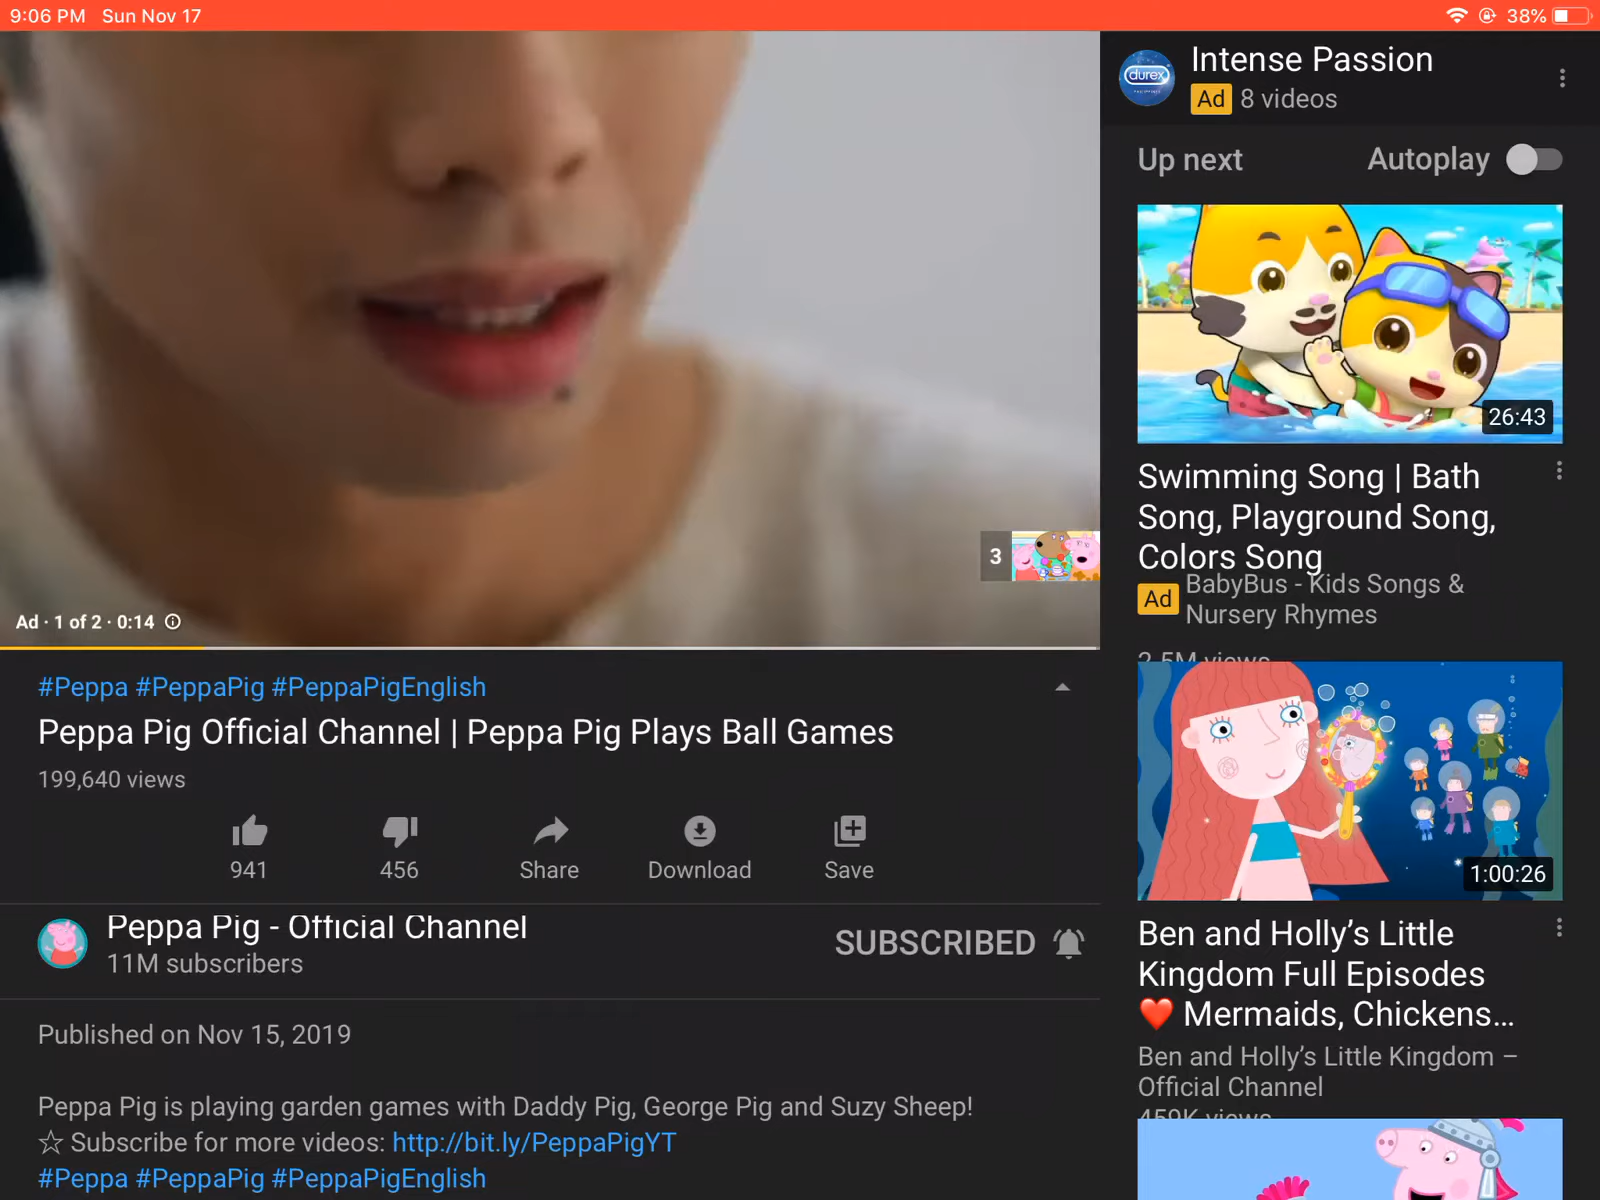 9:06 PM Sun Nov 17
38%
durex
Intense Passion
Ad 8 videos
Up next
Autoplay
26:43
Swimming Song | Bath
Song, Playground Song,
Colors Song
Ad BabyBus - Kids Songs &
Nursery Rhymes
2.5M views
3
Ad · 1 of 2 · 0:14
#Peppa #PeppaPig #PeppaPigEnglish
Peppa Pig Official Channel | Peppa Pig Plays Ball Games
199,640 views
941
456
Share
Download
Save
Peppa Pig - Official Channel
11M subscribers
SUBSCRIBED
Published on Nov 15, 2019
Peppa Pig is playing garden games with Daddy Pig, George Pig and Suzy Sheep!
☆ Subscribe for more videos: http://bit.ly/PeppaPigYT
#Peppa #PeppaPig #PeppaPigEnglish
1:00:26
Ben and Holly’s Little
Kingdom Full Episodes
❤️ Mermaids, Chickens...
Ben and Holly’s Little Kingdom –
Official Channel
459K views